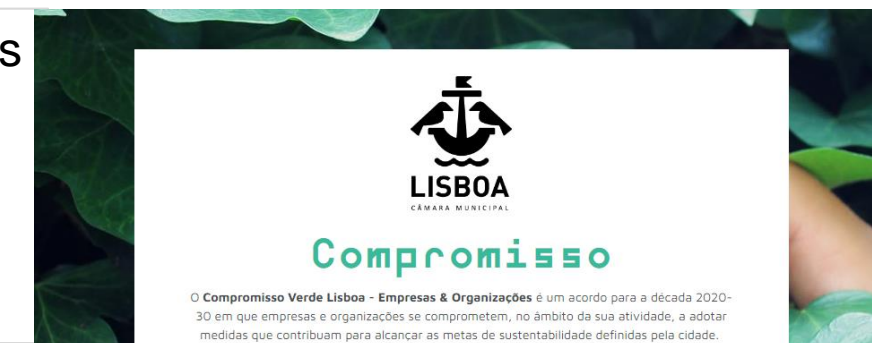 s
LISBOA
CÂMARA MUNICIPAL
Compromisso
O Compromisso Verde Lisboa - Empresas & Organizações é um acordo para a década 2020-
30 em que empresas e organizações se comprometem, no âmbito da sua atividade, a adotar
medidas que contribuam para alcançar as metas de sustentabilidade definidas pela cidade.